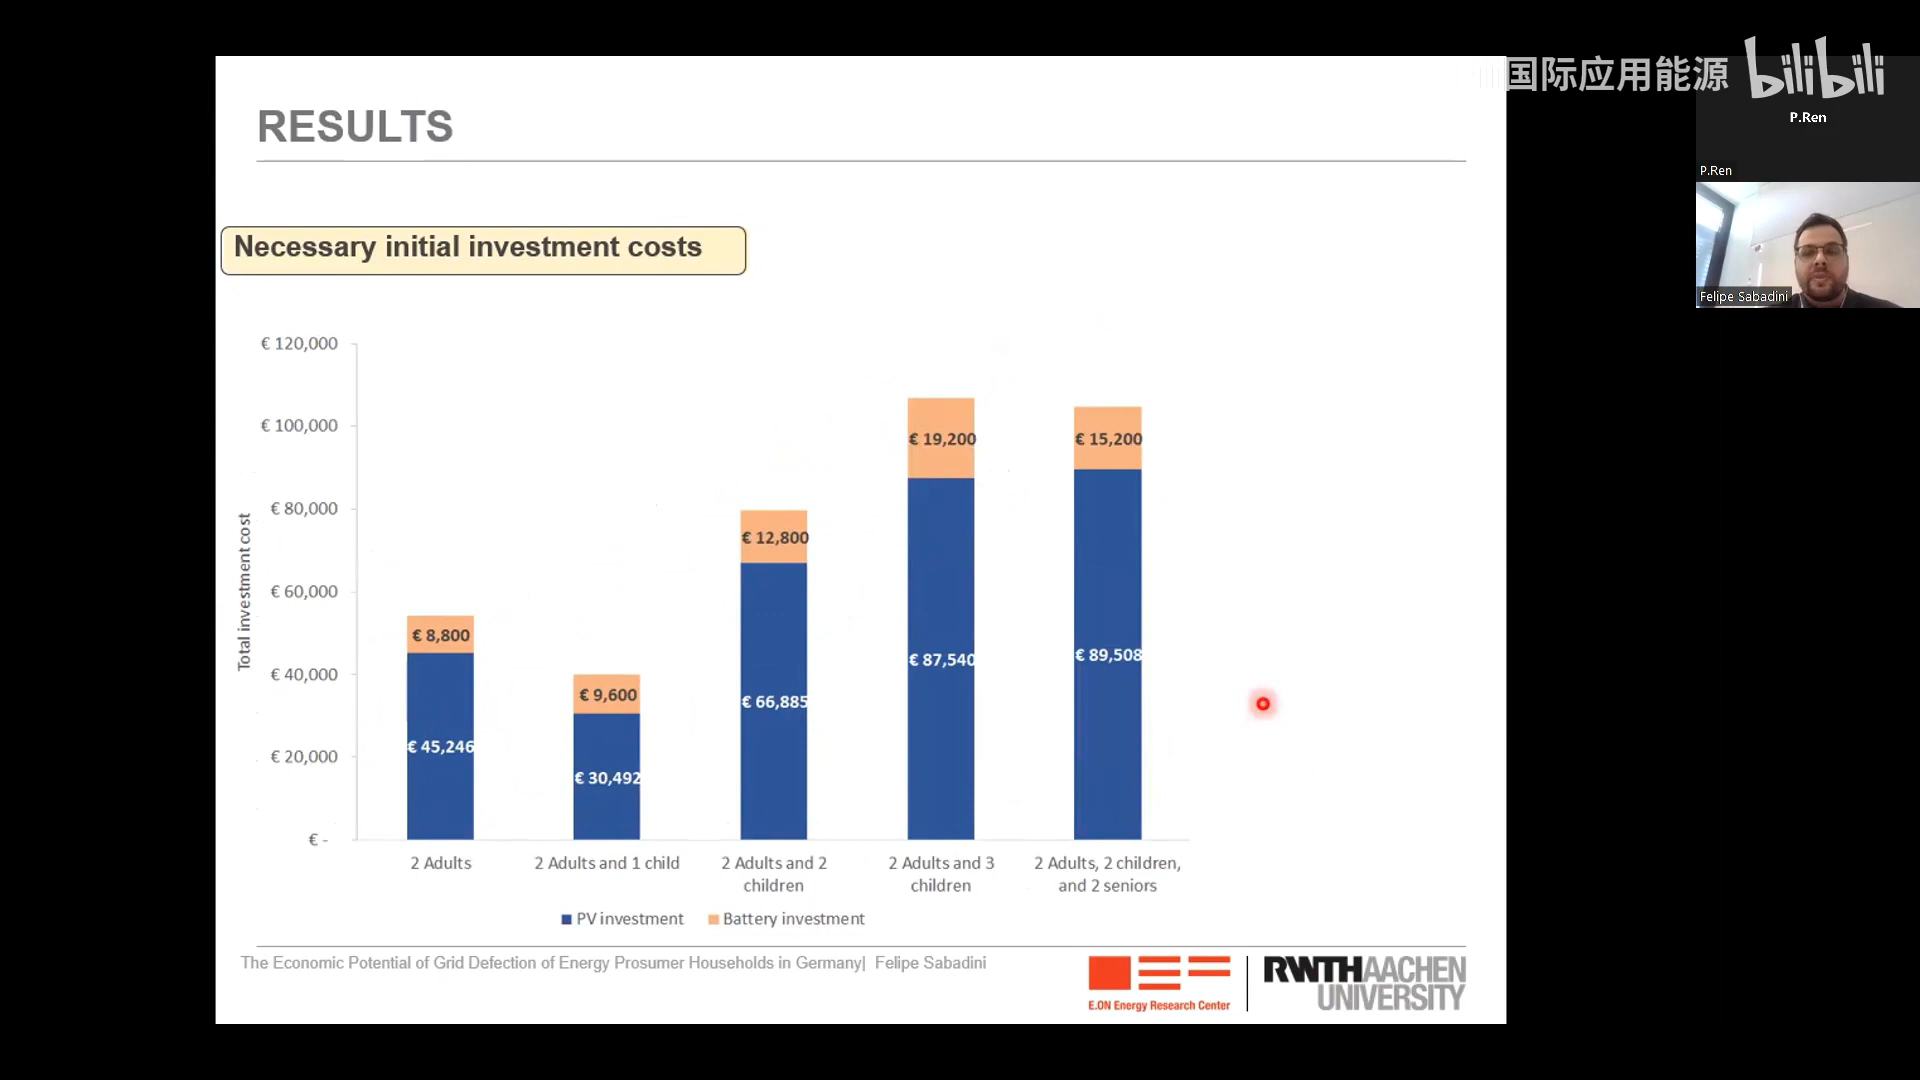 国际应用能源 bilibili
P.Ren
P.Ren
Felipe Sabadini
RESULTS
Necessary initial investment costs
Total investment cost
€ 120,000
€ 100,000
€ 80,000
€ 60,000
€ 40,000
€ 20,000
€ -
€ 8,800
€ 45,246
€ 9,600
€ 30,492
€ 12,800
€ 66,885
€ 19,200
€ 87,540
€ 15,200
€ 89,508
2 Adults
2 Adults and 1 child
2 Adults and 2
children
2 Adults and 3
children
2 Adults, 2 children,
and 2 seniors
PV investment
Battery investment
The Economic Potential of Grid Defection of Energy Prosumer Households in Germany| Felipe Sabadini
E.ON Energy Research Center
RWTHAACHEN
UNIVERSITY